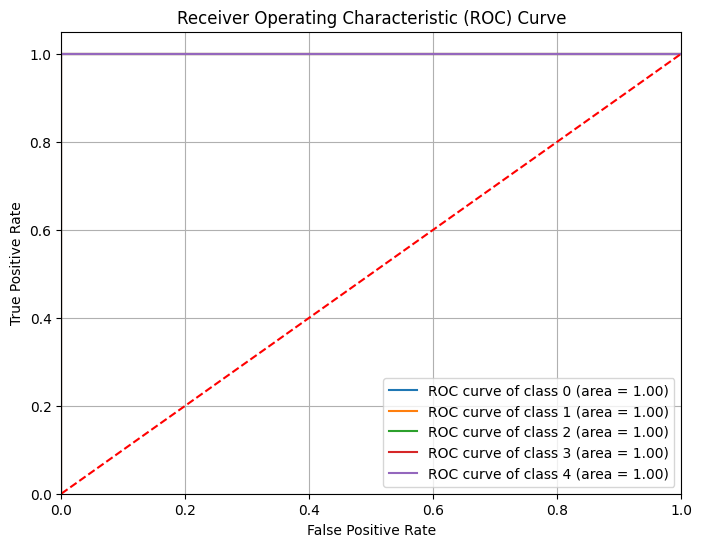 Receiver Operating Characteristic (ROC) Curve
True Positive Rate
1.0
0.8
0.6
0.4
0.2
0.0
ROC curve of class 0 (area = 1.00)
ROC curve of class 1 (area = 1.00)
ROC curve of class 2 (area = 1.00)
ROC curve of class 3 (area = 1.00)
ROC curve of class 4 (area = 1.00)
0.0 0.2 0.4 0.6 0.8 1.0
False Positive Rate